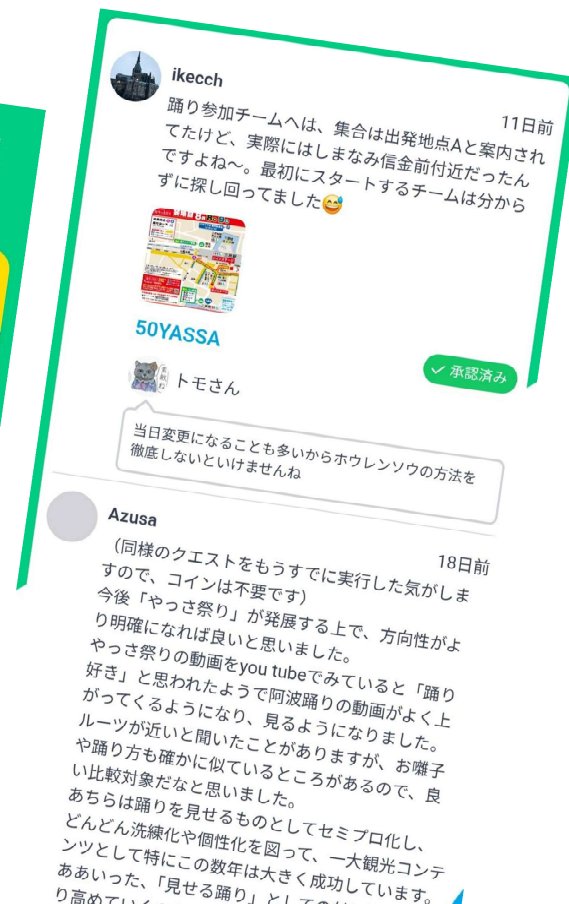 ikecch
11日前
踊り参加チームへは、集合は出発地点Aと案内され
てたけど、実際にはしまなみ信金前付近だったん
ですよね〜。最初にスタートするチームは分から
ずに探し回ってました😅
50YASSA
✓ 承認済み
トモさん
当日変更になることも多いからホウレンソウの方法を
徹底しないといけませんね
Azusa
18日前
（同様のクエストをもうすでに実行した気がしま
すので、コインは不要です）
今後「やっさ祭り」が発展する上で、方向性がよ
り明確になれば良いと思いました。
やっさ祭りの動画をyou tubeでみていると「踊り
好き」と思われたようで阿波踊りの動画がよく上
がってくるようになり、見るようになりました。
ルーツが近いと聞いたことがありますが、お囃子
や踊り方も確かに似ているところがあるので、良
い比較対象だなと思いました。
あちらは踊りを見せるものとしてセミプロ化し、
どんどん洗練化や個性化を図って、一大観光コンテ
ンツとして特にこの数年は大きく成功しています。
ああいった、「見せる踊り」として
り高めていく